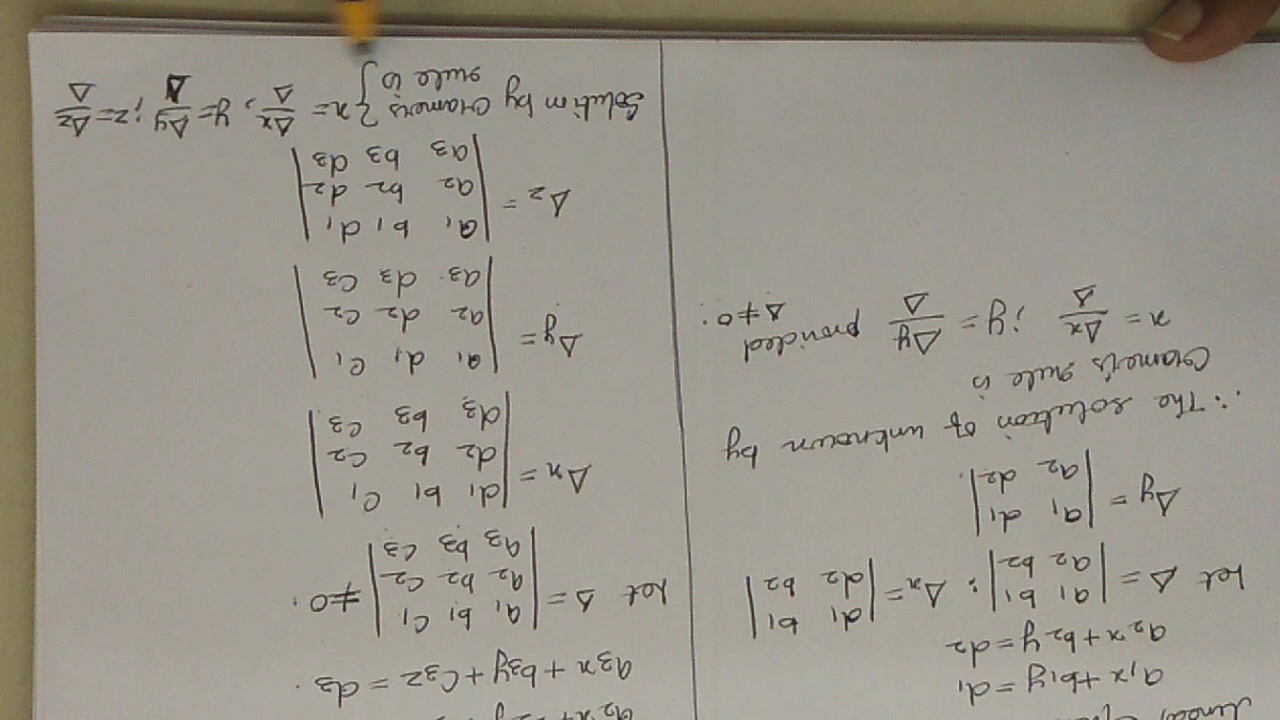 a₁x + b₁y = d₁
a₂x + b₂y = d₂
Let Δ = | a₁ b₁ | ; Δx = | d₁ b₁ |
| a₂ b₂ | | d₂ b₂ |
Δy = | a₁ d₁ |
| a₂ d₂ | .
∴ The solution of unknown by
Cramer's rule is
x = Δx/Δ ; y = Δy/Δ provided Δ ≠ 0.
a₃x + b₃y + c₃z = d₃.
Let Δ = | a₁ b₁ c₁ |
| a₂ b₂ c₂ | ≠ 0.
| a₃ b₃ c₃ |
Δx = | d₁ b₁ c₁ |
| d₂ b₂ c₂ |
| d₃ b₃ c₃ |
Δy = | a₁ d₁ c₁ |
| a₂ d₂ c₂ |
| a₃ d₃ c₃ |
Δz = | a₁ b₁ d₁ |
| a₂ b₂ d₂ |
| a₃ b₃ d₃ |
Solution by Cramers } x = Δx/Δ, y = Δy/Δ; z = Δz/Δ
rule is